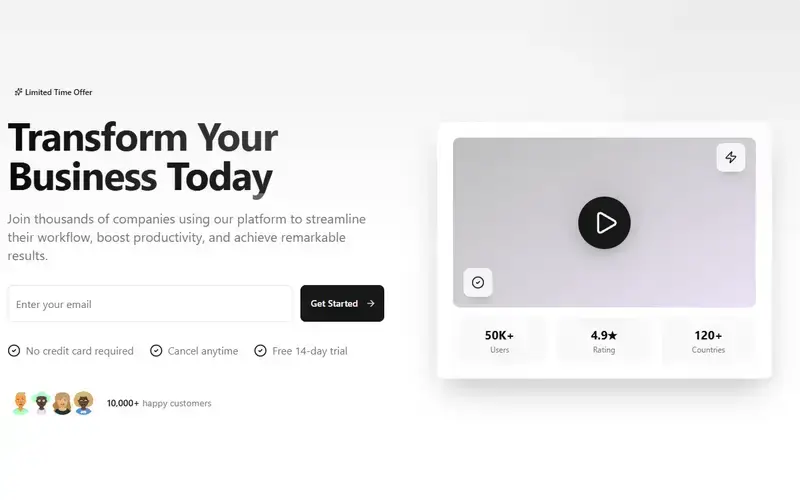 Limited Time Offer
Transform Your
Business Today
Join thousands of companies using our platform to streamline
their workflow, boost productivity, and achieve remarkable
results.
Enter your email
Get Started
No credit card required
Cancel anytime
Free 14-day trial
10,000+ happy customers
50K+
Users
4.9★
Rating
120+
Countries